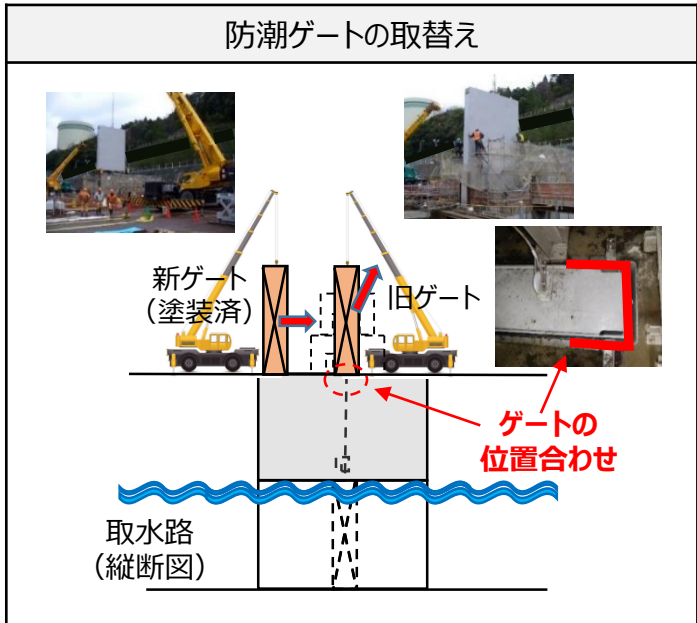 防潮ゲートの取替え
新ゲート
（塗装済）
旧ゲート
ゲートの
位置合わせ
取水路
（縦断図）